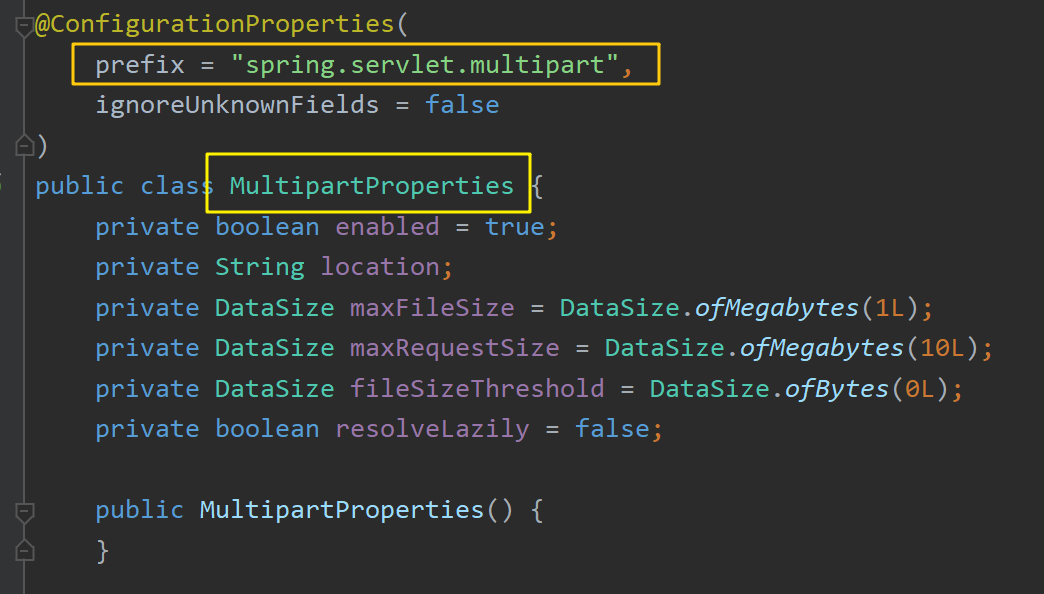 @ConfigurationProperties(
    prefix = "spring.servlet.multipart",
    ignoreUnknownFields = false
)
public class MultipartProperties {
    private boolean enabled = true;
    private String location;
    private DataSize maxFileSize = DataSize.ofMegabytes(1L);
    private DataSize maxRequestSize = DataSize.ofMegabytes(10L);
    private DataSize fileSizeThreshold = DataSize.ofBytes(0L);
    private boolean resolveLazily = false;
    public MultipartProperties() {
    }